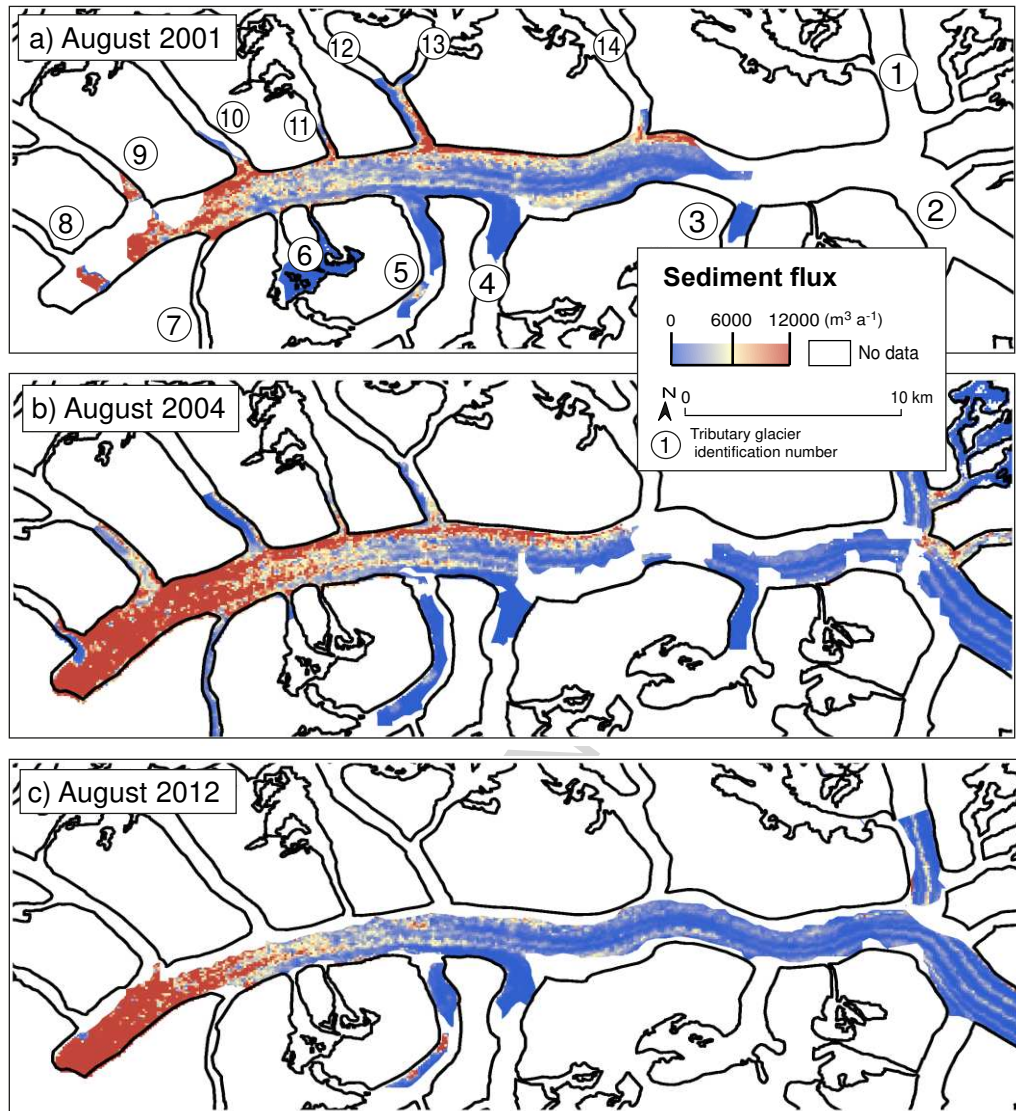 a) August 2001
12
13
14
1
10
11
9
8
3
2
6
5
4
7
Sediment flux
0 6000 12000 (m³ a⁻¹)
No data
N 0 10 km
1 Tributary glacier
identification number
b) August 2004
c) August 2012